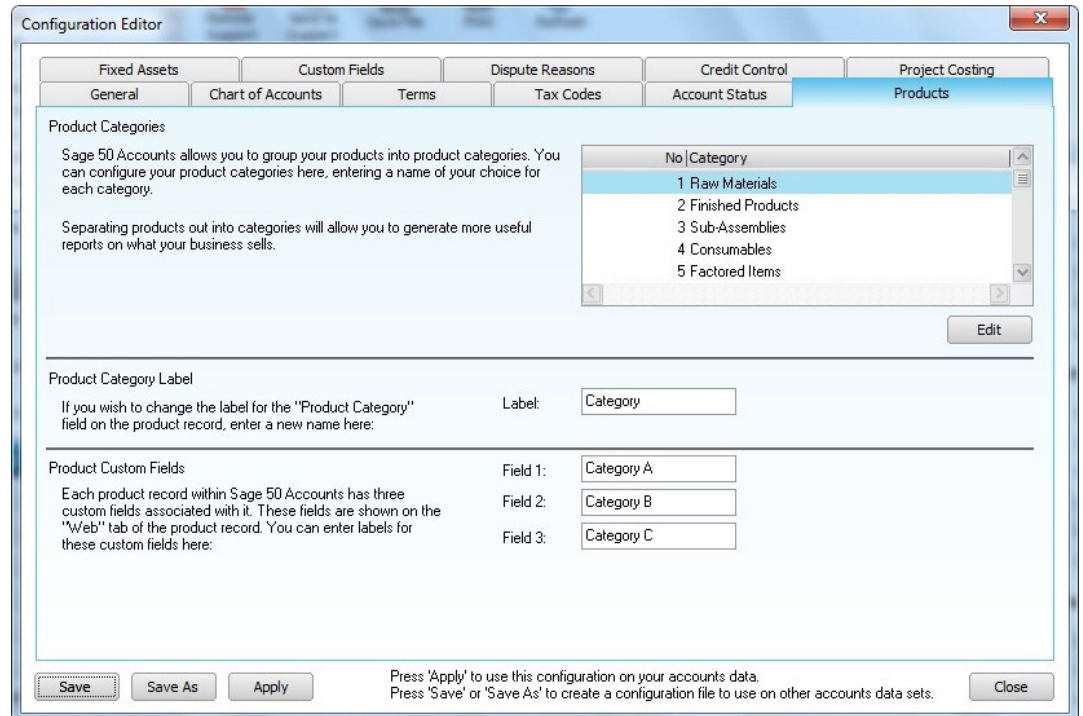 Configuration Editor
Fixed Assets
Custom Fields
Dispute Reasons
Credit Control
Project Costing
General
Chart of Accounts
Terms
Tax Codes
Account Status
Products
Product Categories
Sage 50 Accounts allows you to group your products into product categories. You
can configure your product categories here, entering a name of your choice for
each category.
Separating products out into categories will allow you to generate more useful
reports on what your business sells.
No Category
1 Raw Materials
2 Finished Products
3 Sub-Assemblies
4 Consumables
5 Factored Items
Edit
Product Category Label
If you wish to change the label for the "Product Category"
field on the product record, enter a new name here:
Label: Category
Product Custom Fields
Each product record within Sage 50 Accounts has three
custom fields associated with it. These fields are shown on the
"Web" tab of the product record. You can enter labels for
these custom fields here:
Field 1: Category A
Field 2: Category B
Field 3: Category C
Save
Save As
Apply
Press 'Apply' to use this configuration on your accounts data.
Press 'Save' or 'Save As' to create a configuration file to use on other accounts data sets.
Close